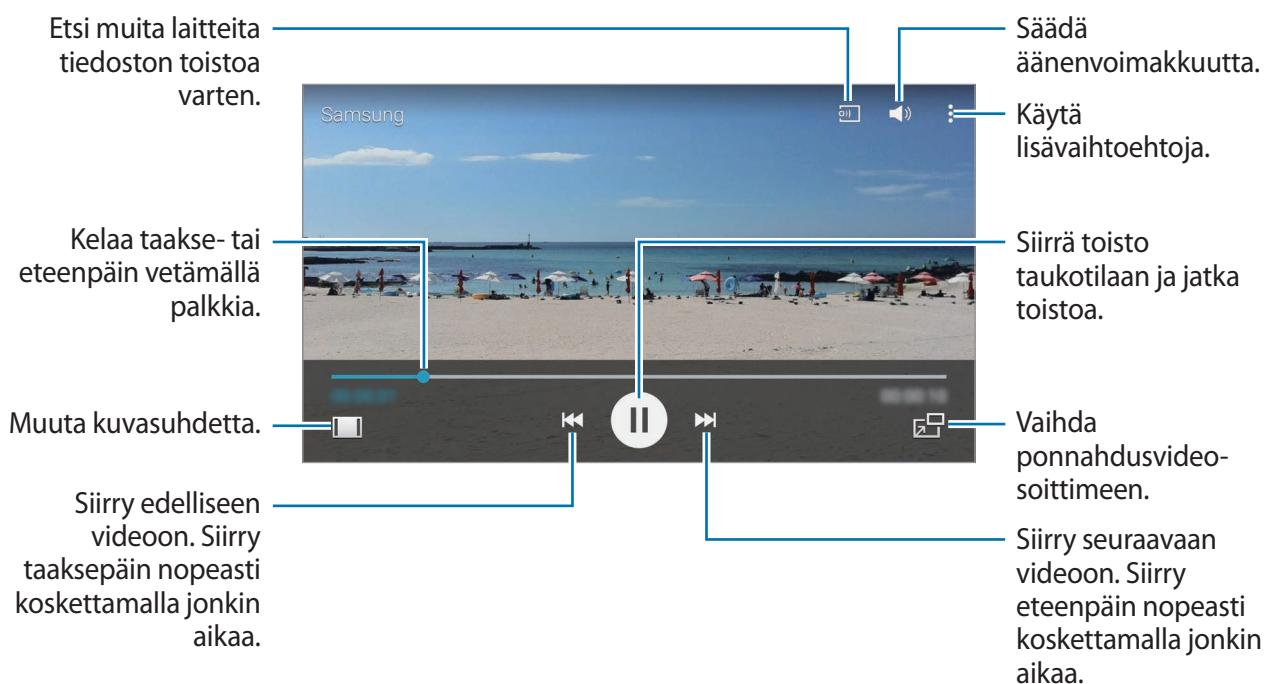 Etsi muita laitteita
tiedoston toistoa
varten.
Säädä
äänenvoimakkuutta.
Samsung
Käytä
lisävaihtoehtoja.
Kelaa taakse- tai
eteenpäin vetämällä
palkkia.
Siirrä toisto
taukotilaan ja jatka
toistoa.
Muuta kuvasuhdetta.
Vaihda
ponnahdusvideo-
soittimeen.
Siirry edelliseen
videoon. Siirry
taaksepäin nopeasti
koskettamalla jonkin
aikaa.
Siirry seuraavaan
videoon. Siirry
eteenpäin nopeasti
koskettamalla jonkin
aikaa.